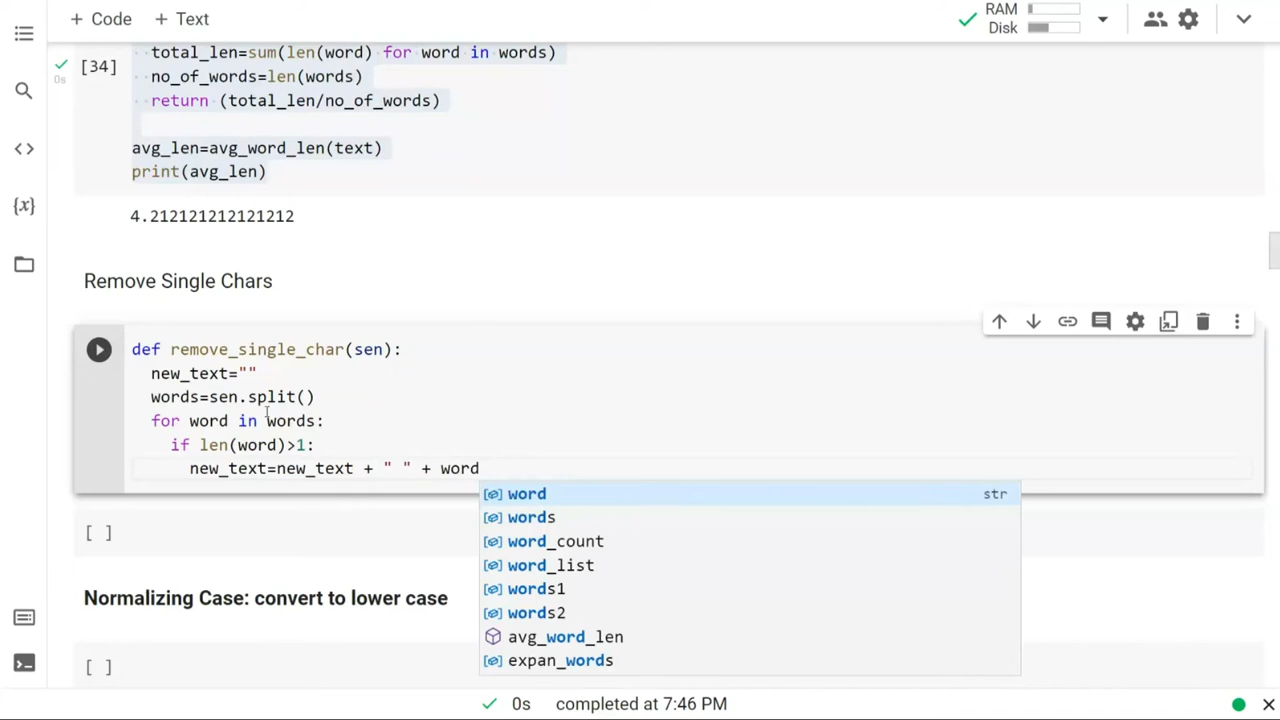 + Code + Text
RAM
Disk
total_len=sum(len(word) for word in words)
[34]
0s
no_of_words=len(words)
return (total_len/no_of_words)
avg_len=avg_word_len(text)
print(avg_len)
{x}
4.212121212121212
Remove Single Chars
def remove_single_char(sen):
new_text=""
words=sen.split()
for word in words:
if len(word)>1:
new_text=new_text + " " + word
word str
words
[ ]
word_count
word_list
words1
Normalizing Case: convert to lower case
words2
avg_word_len
expan_words
[ ]
0s completed at 7:46 PM